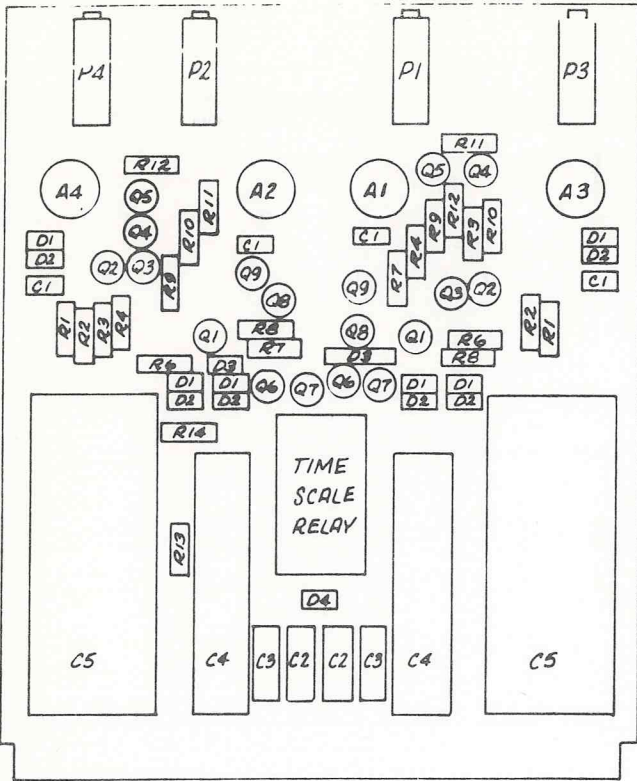 P4 P2 P1 P3
R11
R12 Q5 Q4
A4 Q5 R11 A2 A1 R12 A3
R10 R9 R3 R10
D1 Q4 C1 C1 R4 D1
D2 D2
Q2 Q3 R9 Q9 R7
C1 Q9 Q3 Q2 C1
Q8
R1 R2 R3 R4 R2 R1
Q1 R8 Q8 Q1 R6
R7 D3 R8
R6 D3
D1 D1 Q6 Q7 Q6 Q7 D1 D1
D2 D2 D2 D2
R14
TIME
SCALE
RELAY
R13
D4
C5 C4 C3 C2 C2 C3 C4 C5